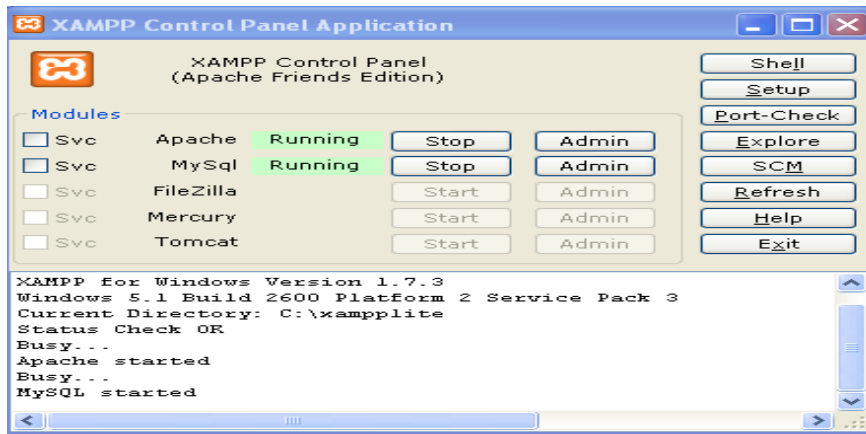 XAMPP Control Panel Application
XAMPP Control Panel
(Apache Friends Edition)
Shell
Setup
Port-Check
Explore
SCM
Refresh
Help
Exit
Modules
Svc Apache Running Stop Admin
Svc MySql Running Stop Admin
Svc FileZilla Start Admin
Svc Mercury Start Admin
Svc Tomcat Start Admin
XAMPP for Windows Version 1.7.3
Windows 5.1 Build 2600 Platform 2 Service Pack 3
Current Directory: C:\xampplite
Status Check OK
Busy...
Apache started
Busy...
MySQL started